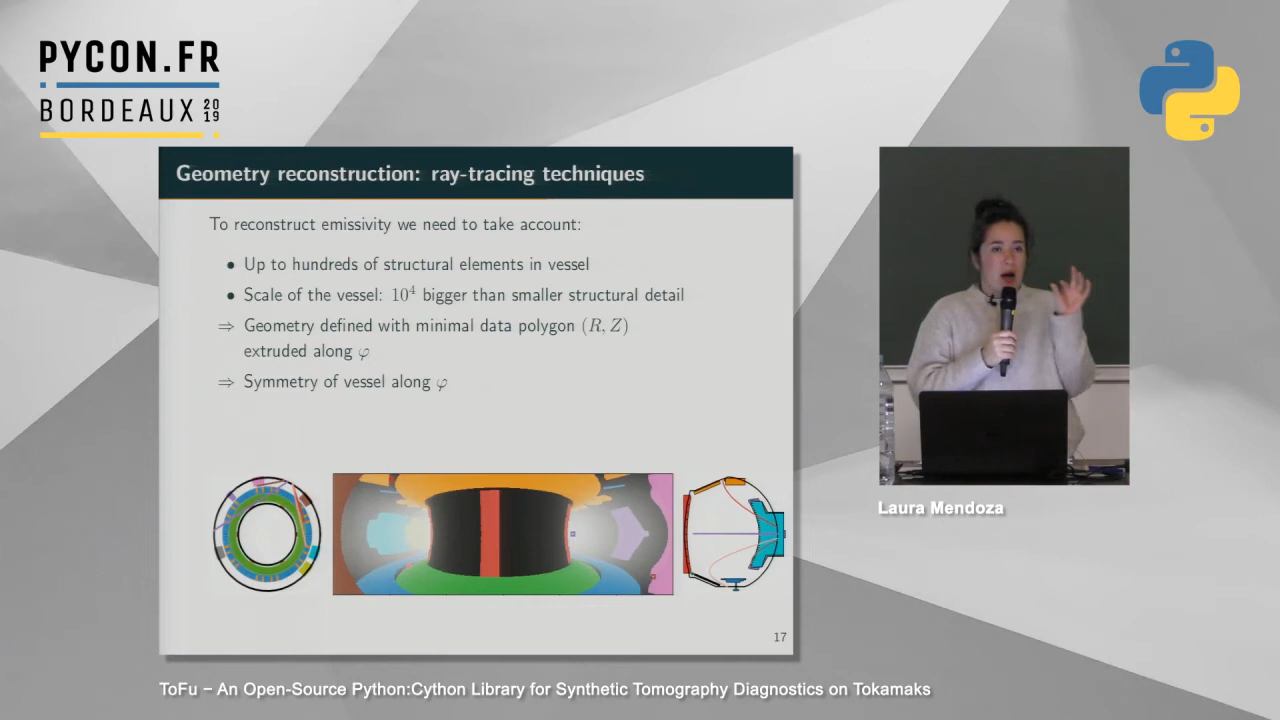 PYCON.FR
BORDEAUX 2019
Geometry reconstruction: ray-tracing techniques
To reconstruct emissivity we need to take account:
• Up to hundreds of structural elements in vessel
• Scale of the vessel: 10⁴ bigger than smaller structural detail
⇒ Geometry defined with minimal data polygon (R, Z)
extruded along φ
⇒ Symmetry of vessel along φ
17
Laura Mendoza
ToFu – An Open-Source Python:Cython Library for Synthetic Tomography Diagnostics on Tokamaks